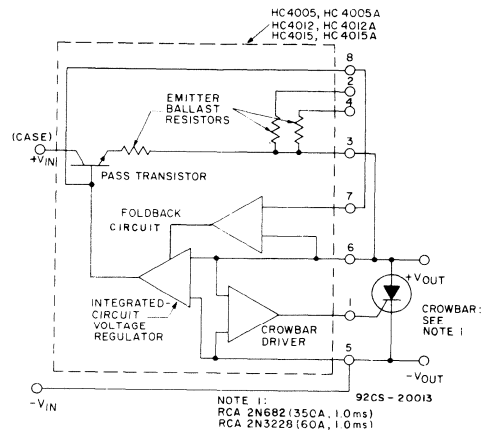 HC4005, HC4005A
HC4012, HC4012A
HC4015, HC4015A
8
2
4
EMITTER
BALLAST
RESISTORS
(CASE)
+VIN
3
PASS TRANSISTOR
7
FOLDBACK
CIRCUIT
6
+VOUT
INTEGRATED-
CIRCUIT
VOLTAGE
REGULATOR
1
CROWBAR
DRIVER
CROWBAR:
SEE
NOTE 1
5
-VOUT
-VIN
92CS-20013
NOTE 1:
RCA 2N682 (350A, 1.0ms)
RCA 2N3228 (60A, 1.0ms)